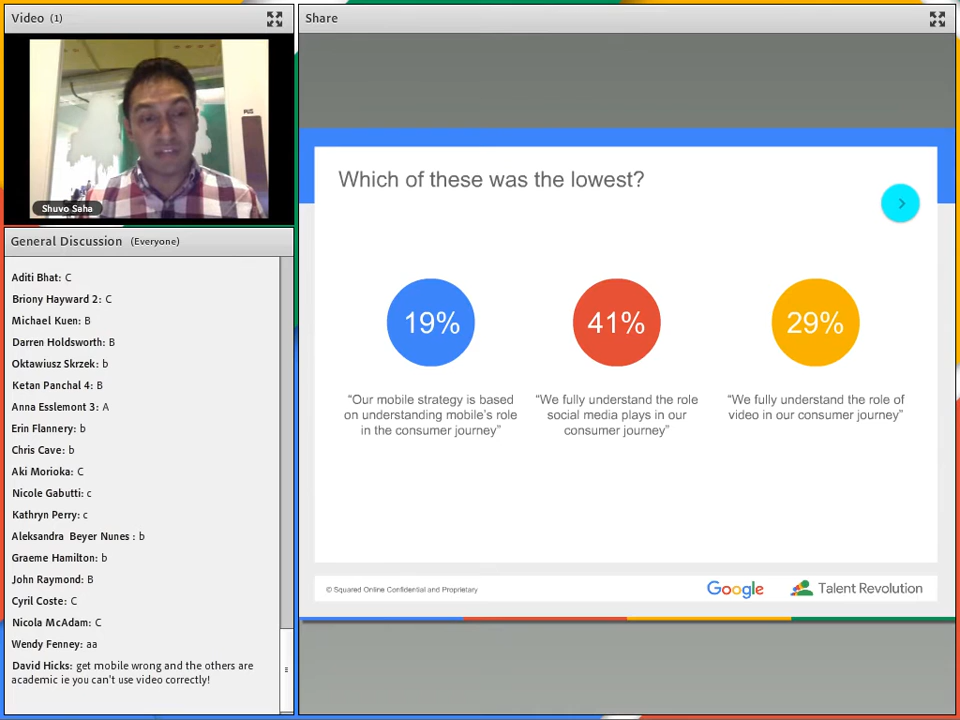 Video (1)
Shuvo Saha
General Discussion (Everyone)
Aditi Bhat: C
Briony Hayward 2: C
Michael Kuen: B
Darren Holdsworth: B
Oktawiusz Skrzek: b
Ketan Panchal 4: B
Anna Esslemont 3: A
Erin Flannery: b
Chris Cave: b
Aki Morioka: C
Nicole Gabutti: c
Kathryn Perry: c
Aleksandra Beyer Nunes : b
Graeme Hamilton: b
John Raymond: B
Cyril Coste: C
Nicola McAdam: C
Wendy Fenney: aa
David Hicks: get mobile wrong and the others are
academic ie you can't use video correctly!
Share
Which of these was the lowest?
19%
41%
29%
“Our mobile strategy is based
on understanding mobile’s role
in the consumer journey”
“We fully understand the role
social media plays in our
consumer journey”
“We fully understand the role of
video in our consumer journey”
© Squared Online Confidential and Proprietary
Google
Talent Revolution